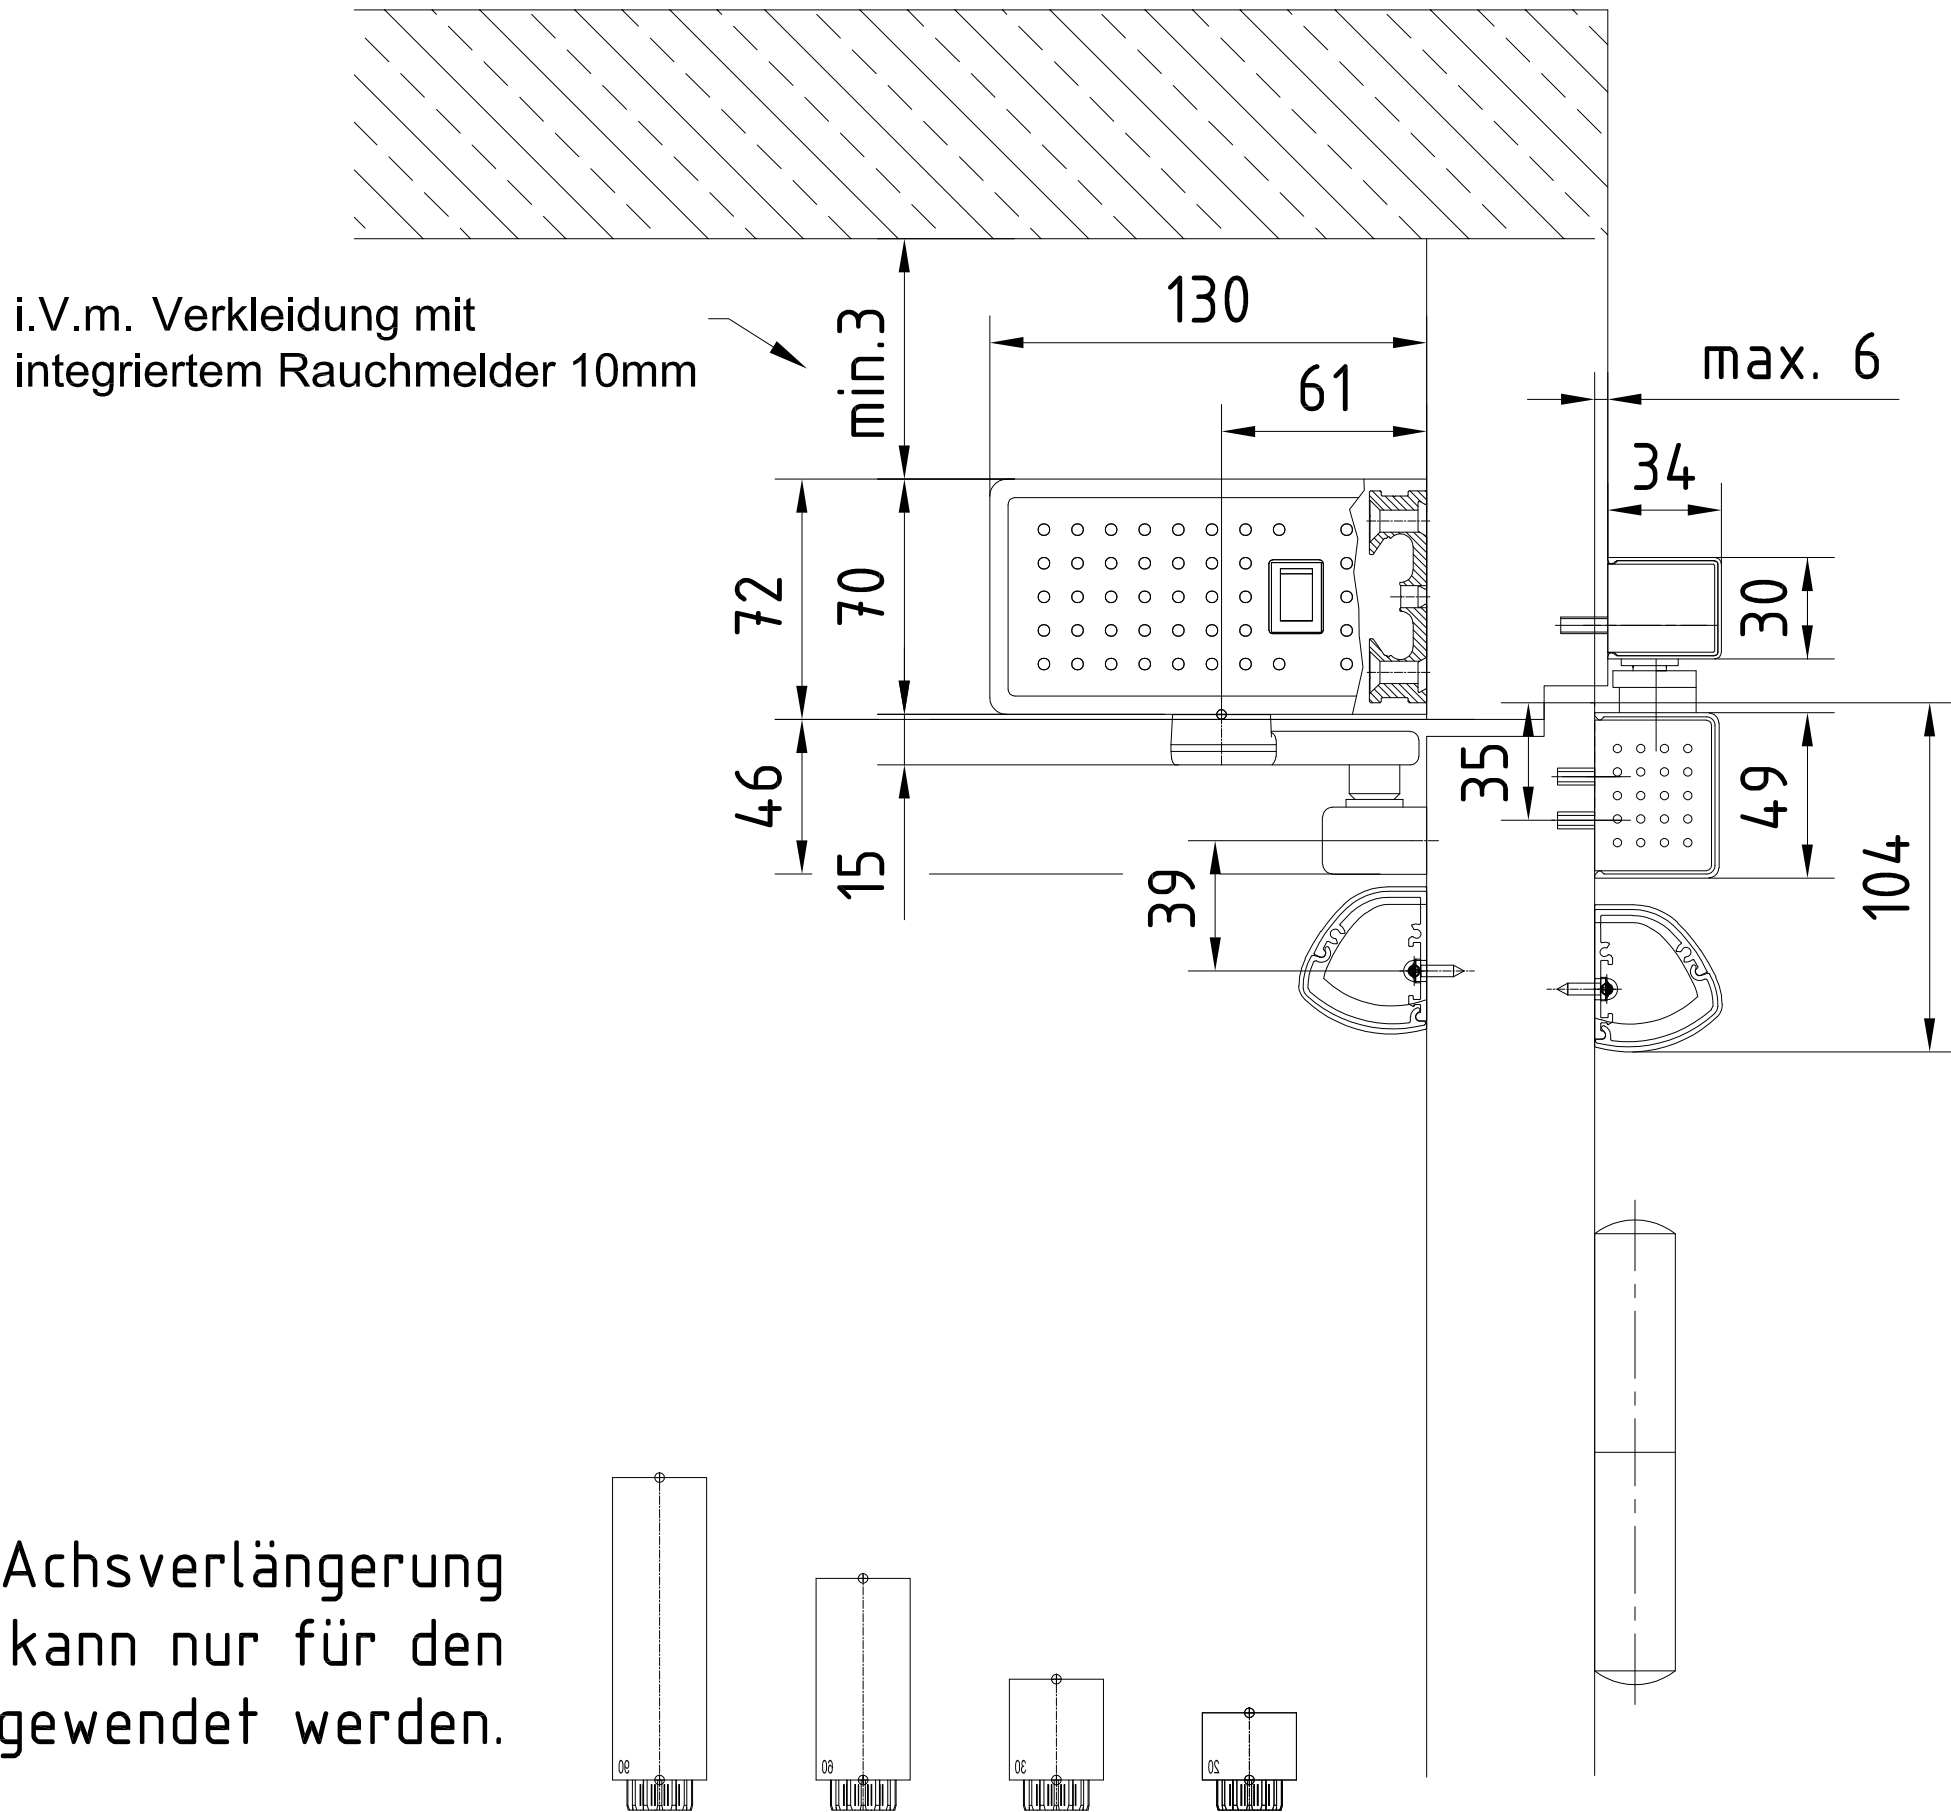 i.V.m. Verkleidung mit
integriertem Rauchmelder 10mm
min.3
130
61
max. 6
34
72
70
30
46
15
39
35
49
104
Achsverlängerung
kann nur für den
gewendet werden.
90
60
30
20